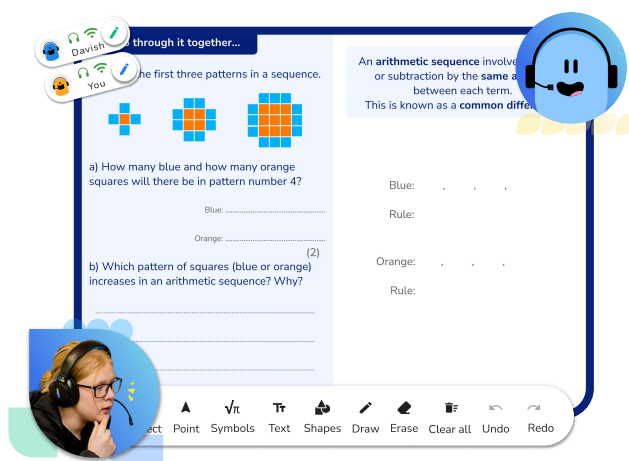 Davish
You
through it together...
he first three patterns in a sequence.
a) How many blue and how many orange
squares will there be in pattern number 4?
Blue:
Orange:
(2)
b) Which pattern of squares (blue or orange)
increases in an arithmetic sequence? Why?
An arithmetic sequence involve
or subtraction by the same a
between each term.
This is known as a common diffe
Blue: , , ,
Rule:
Orange: , , ,
Rule:
ect Point Symbols Text Shapes Draw Erase Clear all Undo Redo